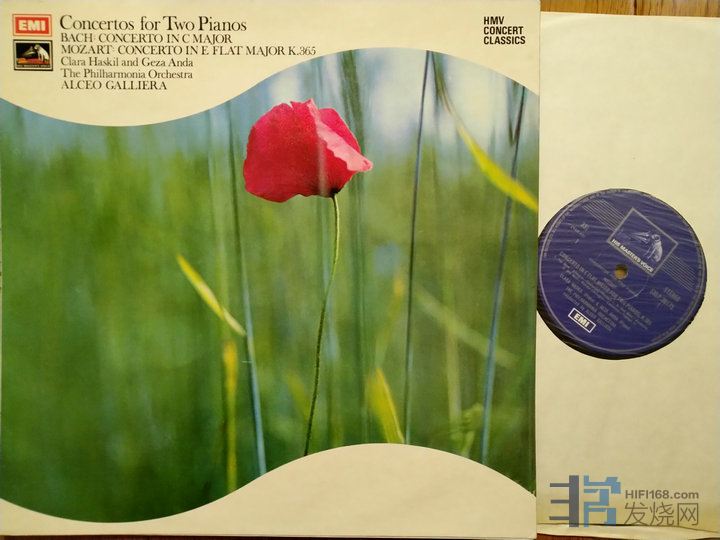 EMI
Concertos for Two Pianos
BACH: CONCERTO IN C MAJOR
MOZART: CONCERTO IN E FLAT MAJOR K.365
Clara Haskil and Geza Anda
The Philharmonia Orchestra
ALCEO GALLIERA
HMV
CONCERT
CLASSICS
HIS MASTER'S VOICE
STEREO
EMI
HIFI168.com
发烧网